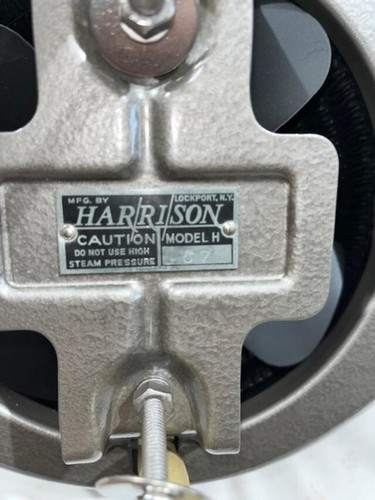 MFG. BY LOCKPORT, N.Y.
HARRISON
CAUTION MODEL H
DO NOT USE HIGH
STEAM PRESSURE